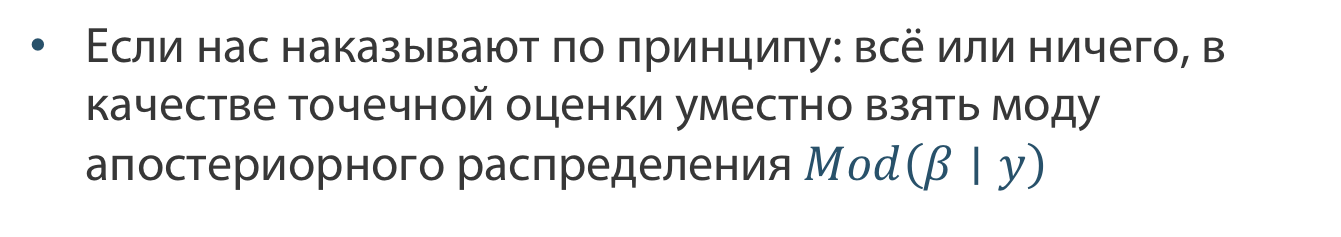 • Если нас наказывают по принципу: всё или ничего, в
качестве точечной оценки уместно взять моду
апостериорного распределения Mod(β | y)